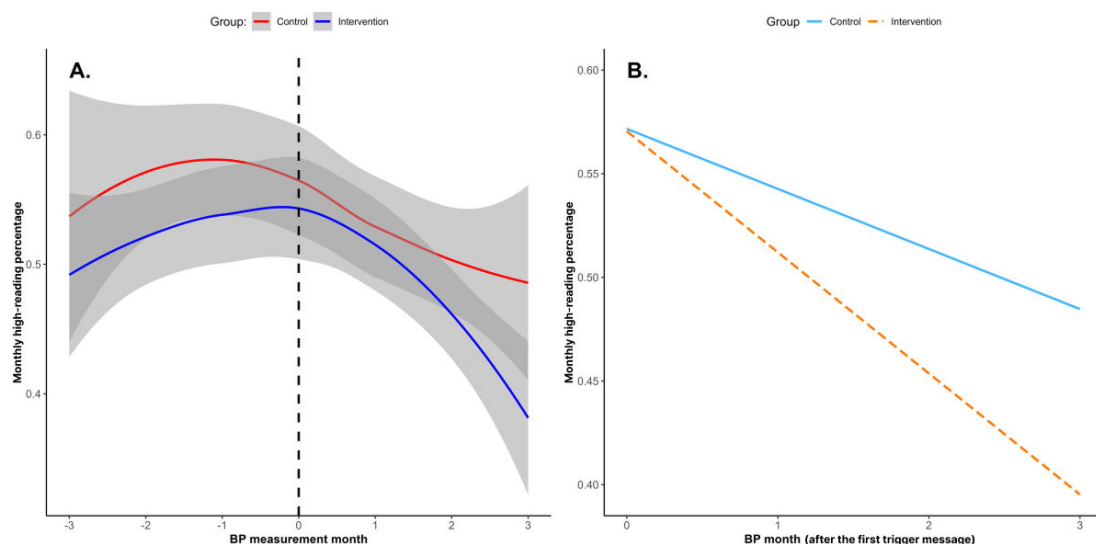 Group: Control Intervention
A.
Monthly high-reading percentage
0.6
0.5
0.4
-3 -2 -1 0 1 2 3
BP measurement month
Group Control Intervention
B.
Monthly high-reading percentage
0.60
0.55
0.50
0.45
0.40
0 1 2 3
BP month (after the first trigger message)